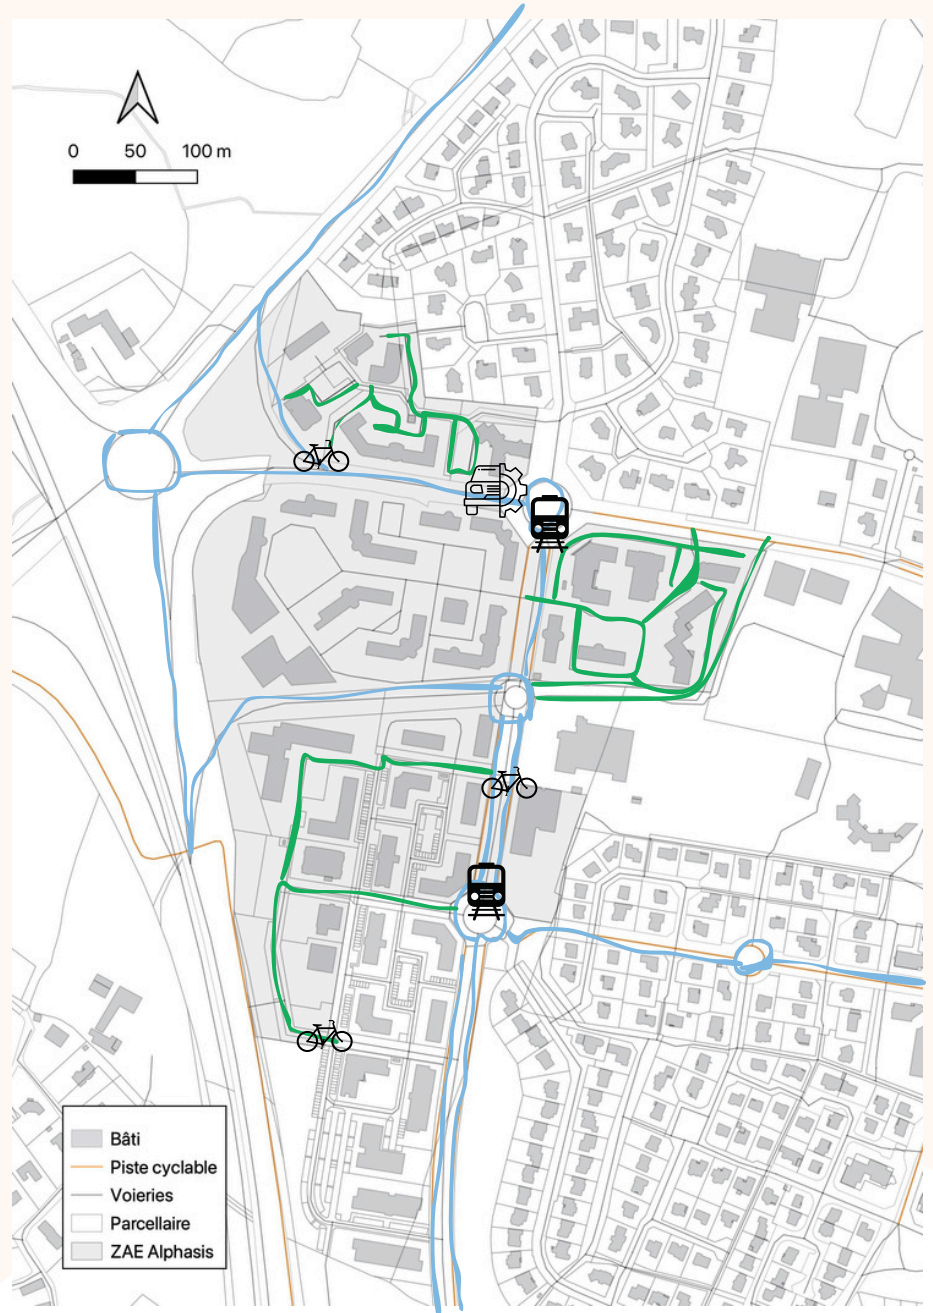 0 50 100 m
Bâti
Piste cyclable
Voieries
Parcellaire
ZAE Alphasis